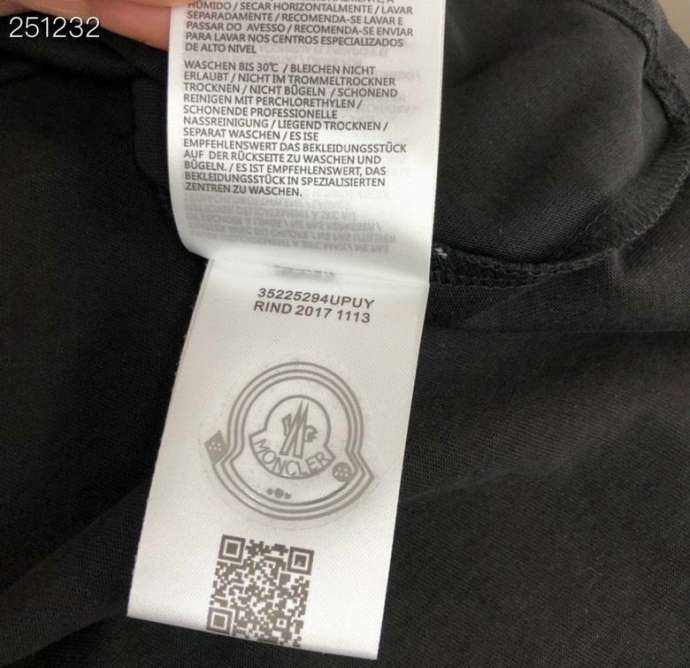 251232
HÚMIDO / SECAR HORIZONTALMENTE / LAVAR
SEPARADAMENTE / RECOMENDA-SE LAVAR E
PASSAR DO AVESSO / RECOMENDA-SE ENVIAR
PARA LAVAR NOS CENTROS ESPECIALIZADOS
DE ALTO NIVEL
WASCHEN BIS 30℃ / BLEICHEN NICHT
ERLAUBT / NICHT IM TROMMELTROCKNER
TROCKNEN / NICHT BÜGELN / SCHONEND
REINIGEN MIT PERCHLORETHYLEN /
SCHONENDE PROFESSIONELLE
NASSREINIGUNG / LIEGEND TROCKNEN /
SEPARAT WASCHEN / ES ISE
EMPFEHLENSWERT DAS BEKLEIDUNGSSTÜCK
AUF DER RÜCKSEITE ZU WASCHEN UND
BÜGELN. / ES IST EMPFEHLENSWERT, DAS
BEKLEIDUNGSSTÜCK IN SPEZIALISIERTEN
ZENTREN ZU WASCHEN.
35225294UPUY
RIND 2017 1113
MONCLER